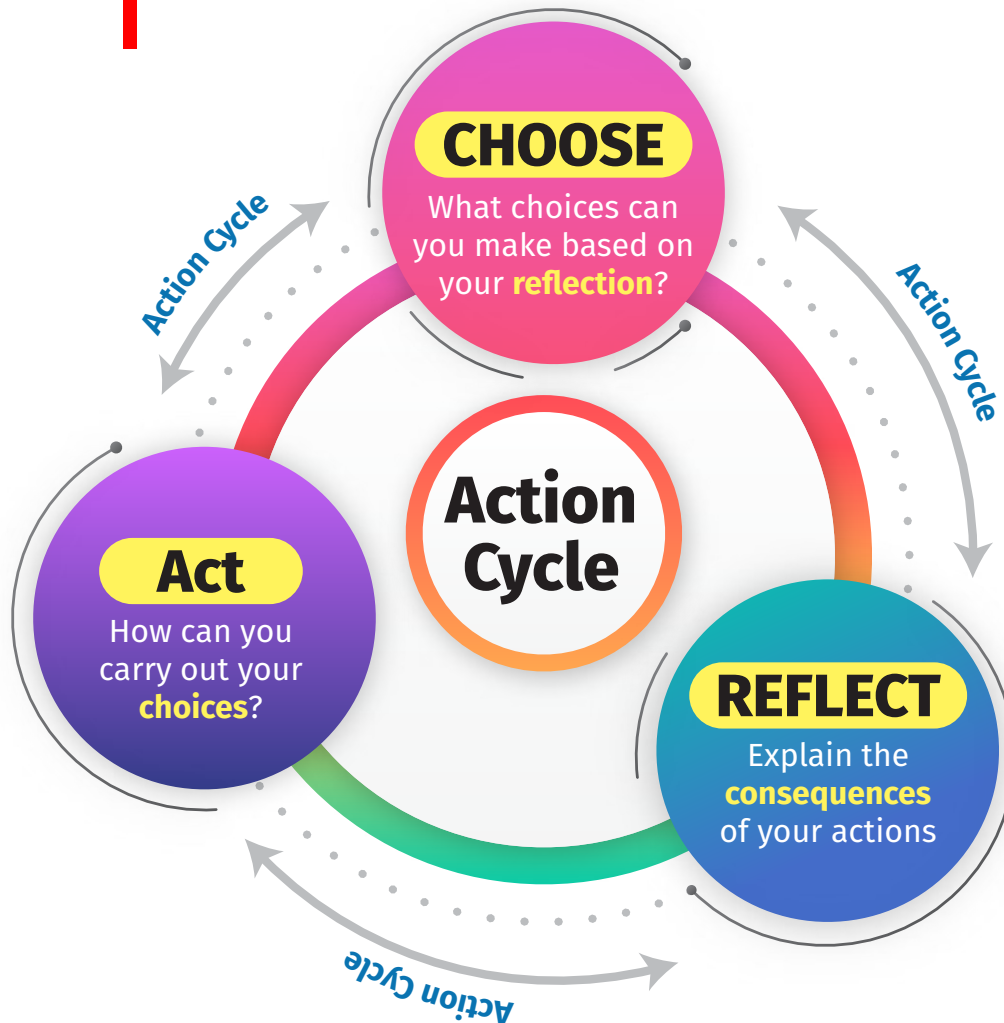 CHOOSE
What choices can
you make based on
your reflection?
Action Cycle
Action Cycle
Action
Cycle
Act
How can you
carry out your
choices?
REFLECT
Explain the
consequences
of your actions
Action Cycle